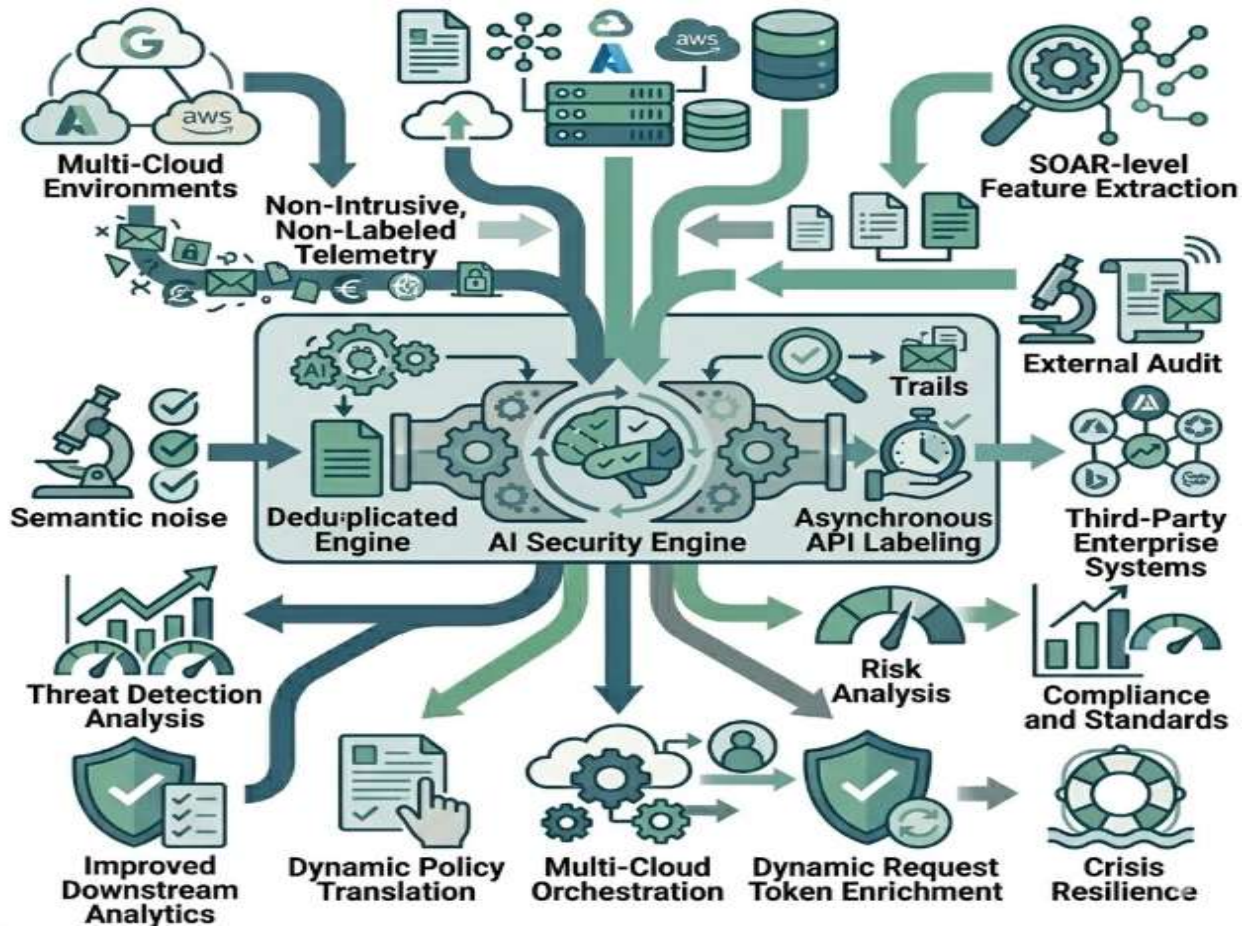 G
A
aws
Multi-Cloud
Environments
A
aws
SOAR-level
Feature Extraction
Non-Intrusive,
Non-Labeled
Telemetry
€
External Audit
AI
Trails
Semantic noise
Deduplicated
Engine
AI Security Engine
Asynchronous
API Labeling
Third-Party
Enterprise
Systems
Threat Detection
Analysis
Risk
Analysis
Compliance
and Standards
Improved
Downstream
Analytics
Dynamic Policy
Translation
Multi-Cloud
Orchestration
Dynamic Request
Token Enrichment
Crisis
Resilience